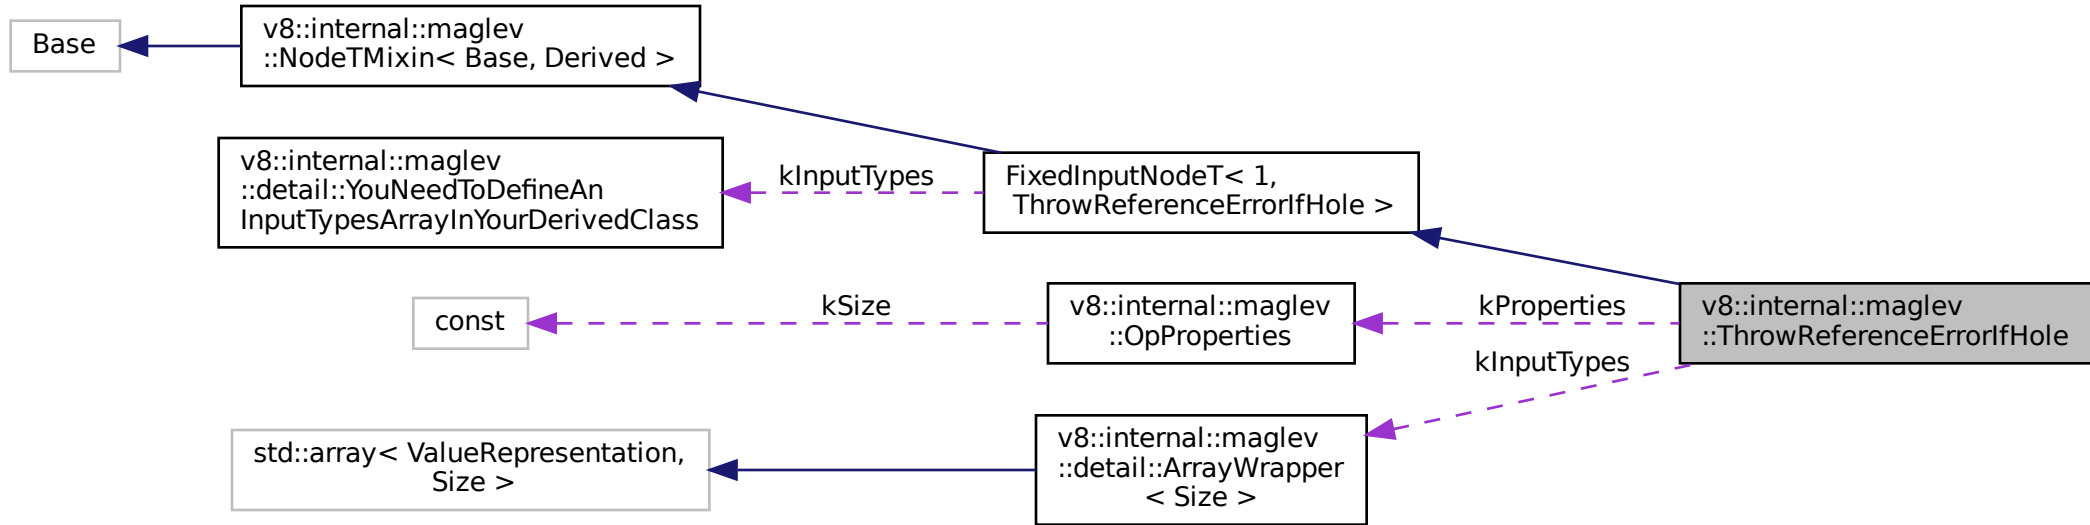 Base
v8::internal::maglev
::NodeTMixin< Base, Derived >
v8::internal::maglev
::detail::YouNeedToDefineAn
InputTypesArrayInYourDerivedClass
kInputTypes
FixedInputNodeT< 1,
ThrowReferenceErrorIfHole >
const
kSize
v8::internal::maglev
::OpProperties
kProperties
v8::internal::maglev
::ThrowReferenceErrorIfHole
kInputTypes
std::array< ValueRepresentation,
Size >
v8::internal::maglev
::detail::ArrayWrapper
< Size >